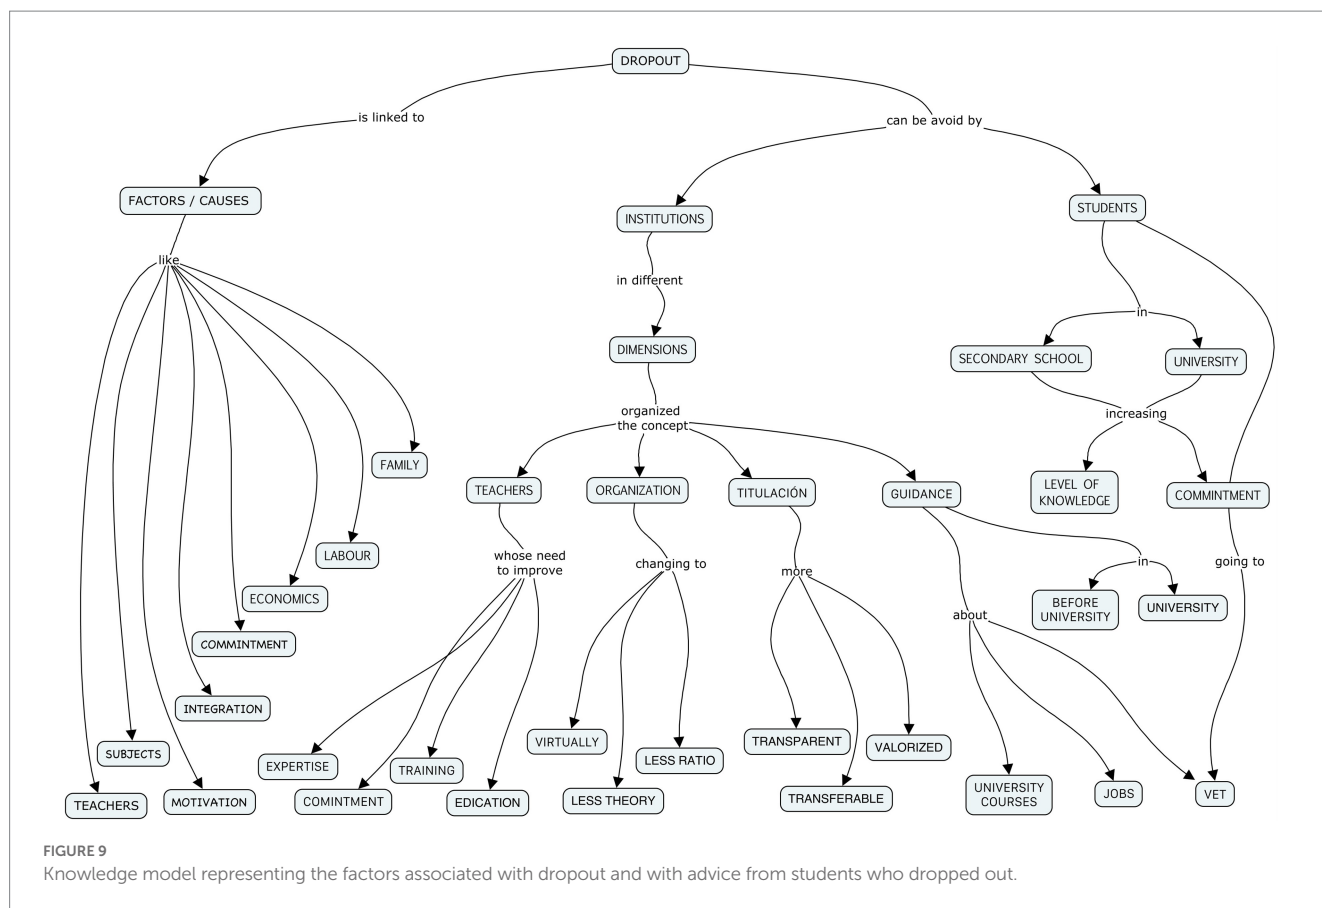 DROPOUT
is linked to
can be avoid by
FACTORS / CAUSES
INSTITUTIONS
STUDENTS
like
in different
in
DIMENSIONS
SECONDARY SCHOOL
UNIVERSITY
organized
the concept
increasing
FAMILY
TEACHERS
ORGANIZATION
TITULACIÓN
GUIDANCE
LEVEL OF
KNOWLEDGE
COMMINTMENT
LABOUR
whose need
to improve
changing to
more
in
going to
ECONOMICS
BEFORE
UNIVERSITY
UNIVERSITY
about
COMMINTMENT
INTEGRATION
SUBJECTS
EXPERTISE
TRAINING
VIRTUALLY
LESS RATIO
TRANSPARENT
VALORIZED
TEACHERS
MOTIVATION
COMINTMENT
EDICATION
LESS THEORY
TRANSFERABLE
UNIVERSITY
COURSES
JOBS
VET
FIGURE 9
Knowledge model representing the factors associated with dropout and with advice from students who dropped out.